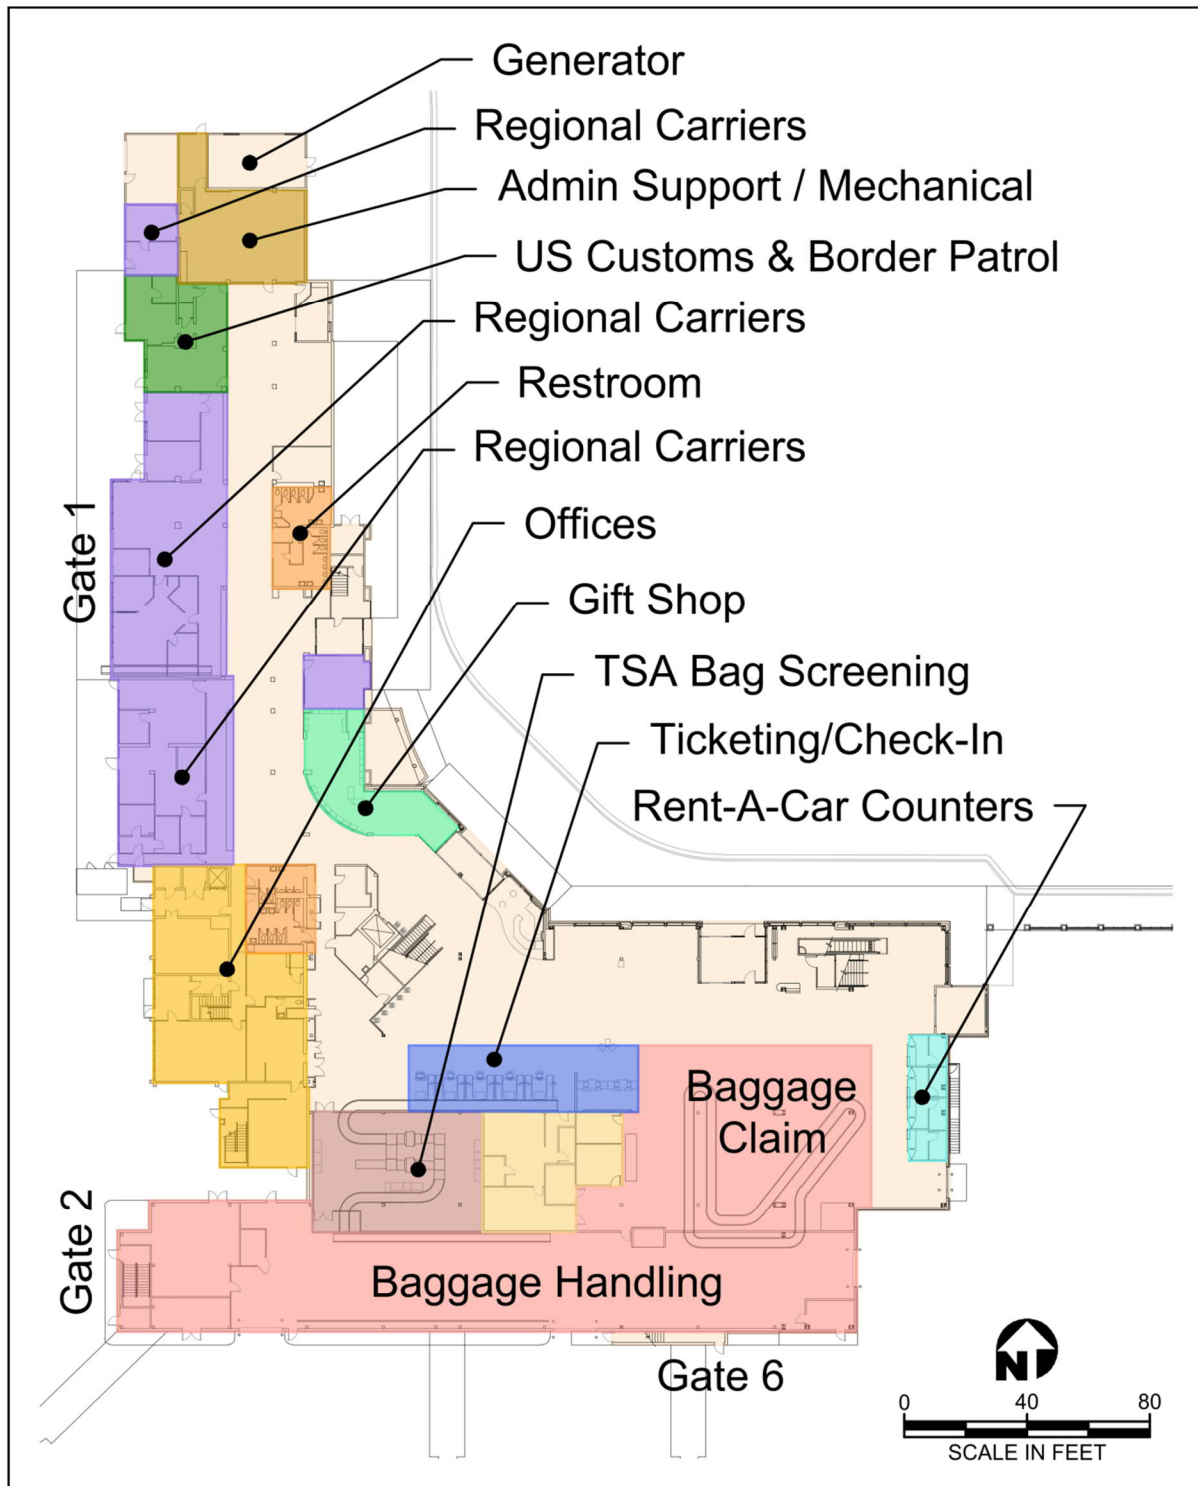 Generator
Regional Carriers
Admin Support / Mechanical
US Customs & Border Patrol
Regional Carriers
Restroom
Regional Carriers
Gate 1
Offices
Gift Shop
TSA Bag Screening
Ticketing/Check-In
Rent-A-Car Counters
Baggage
Claim
Gate 2
Baggage Handling
Gate 6
N
0 40 80
SCALE IN FEET